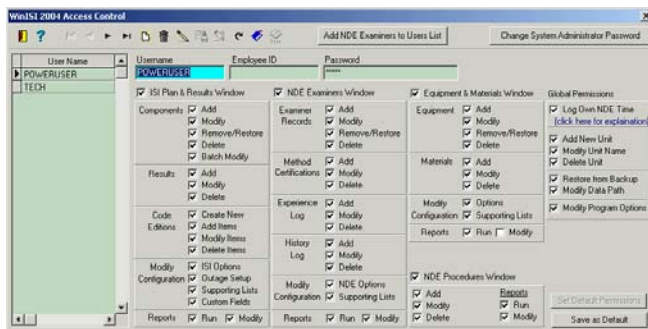 WinISI 2004 Access Control
Add NDE Examiners to Users List
Change System Administrator Password
User Name
POWERUSER
TECH
Username
Employee ID
Password
POWERUSER
*****
ISI Plan & Results Window
Components
Add
Modify
Remove/Restore
Delete
Batch Modify
Results
Add
Modify
Delete
Code Editions
Create New
Add Items
Modify Items
Delete Items
Modify Configuration
ISI Options
Outage Setup
Supporting Lists
Custom Fields
Reports
Run
Modify
NDE Examiners Window
Examiner Records
Add
Modify
Remove/Restore
Delete
Method Certifications
Add
Modify
Delete
Experience Log
Add
Modify
Delete
History Log
Add
Modify
Delete
Modify Configuration
NDE Options
Supporting Lists
Reports
Run
Modify
Equipment & Materials Window
Equipment
Add
Modify
Remove/Restore
Delete
Materials
Add
Modify
Delete
Modify Configuration
Options
Supporting Lists
Reports
Run
Modify
NDE Procedures Window
Add
Modify
Delete
Reports
Run
Modify
Global Permissions
Log Own NDE Time
(click here for explaination)
Add New Unit
Modify Unit Name
Delete Unit
Restore from Backup
Modify Data Path
Modify Program Options
Set Default Permissions
Save as Default